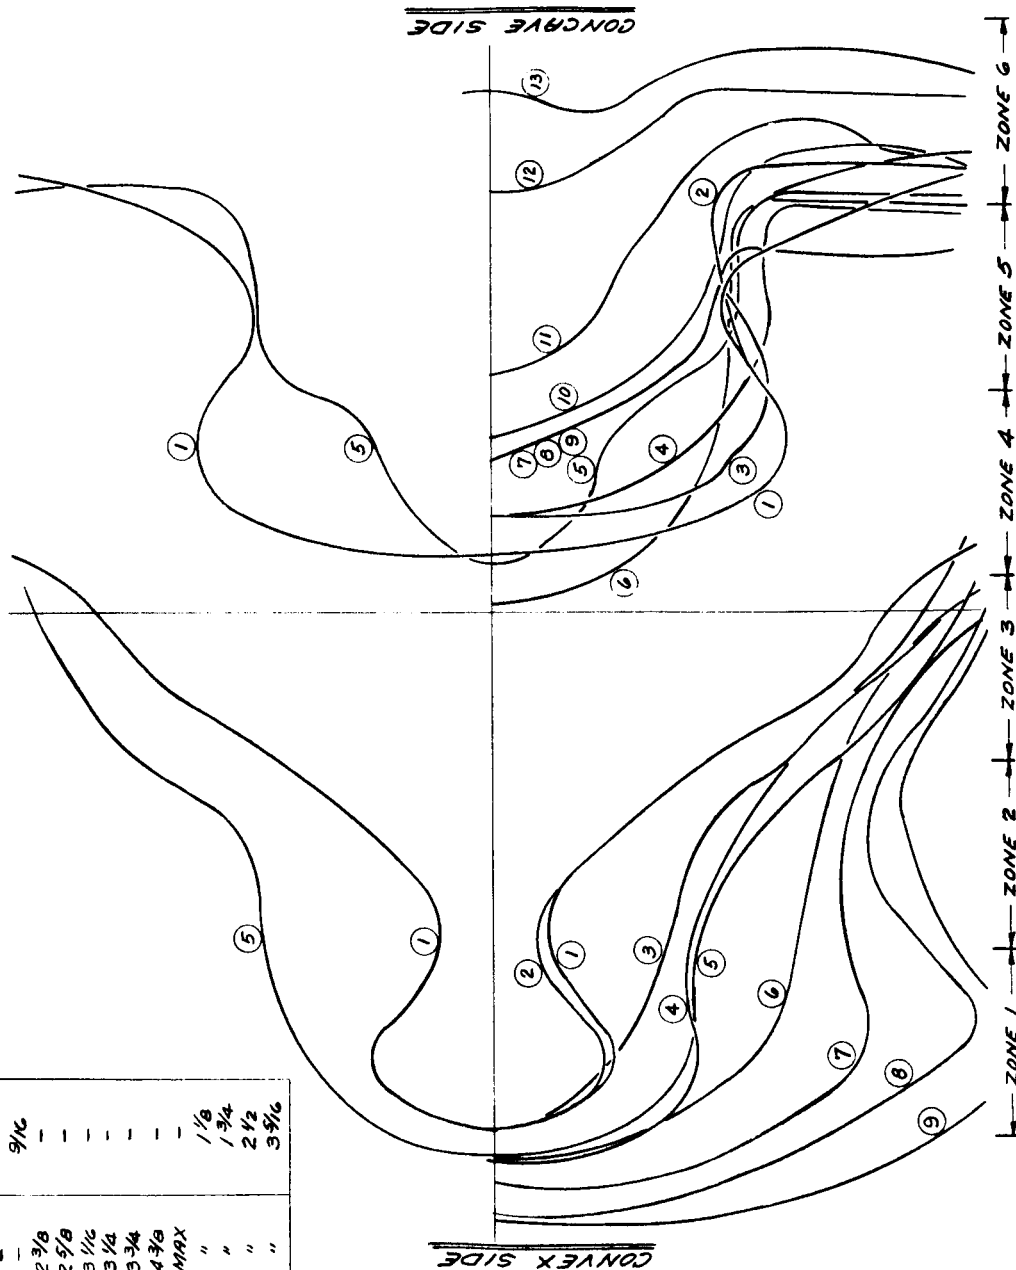 CONCAVE SIDE
13
12
2
11
10
9
8
7
5
4
3
1
6
1
5
5
1
2
1
3
4
5
6
7
8
9
CONVEX SIDE
ZONE 1
ZONE 2
ZONE 3
ZONE 4
ZONE 5
ZONE 6
- 9/16
2 3/8 -
2 5/8 -
3 1/16 -
3 1/4 -
3 3/4 -
4 3/8 -
MAX -
" 1 1/8
" 1 3/4
" 2 1/2
" 3 5/16